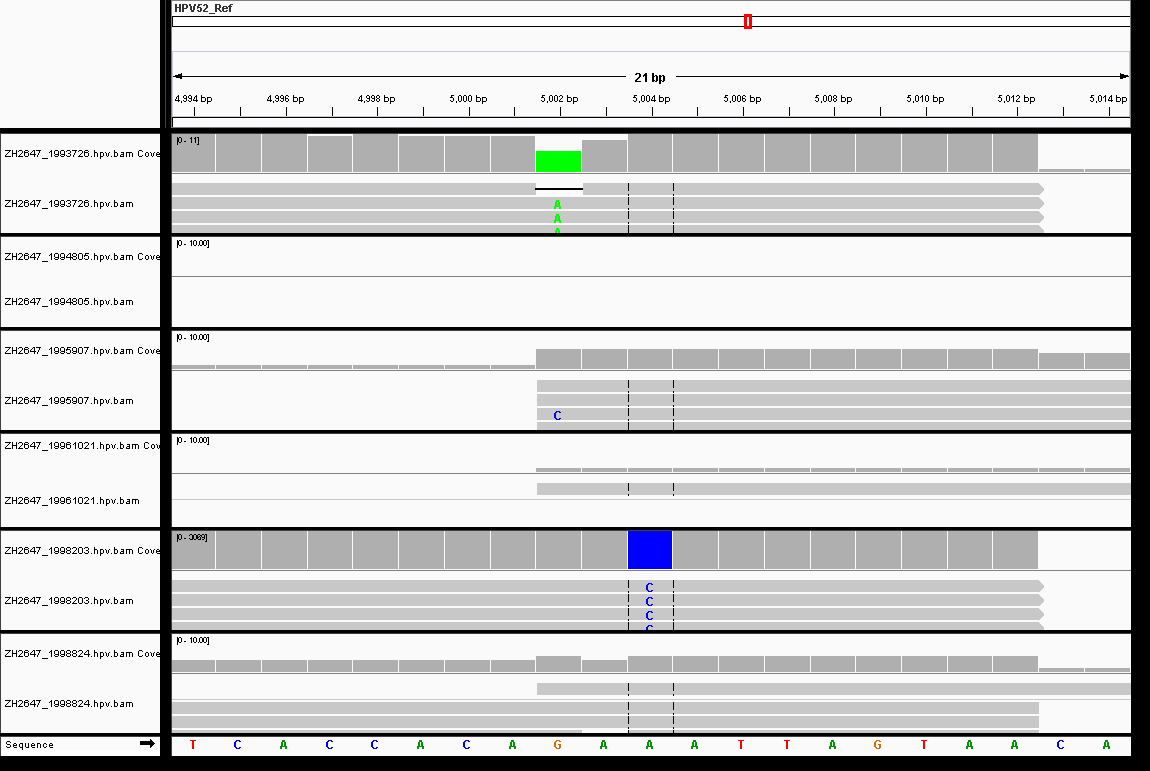 HPV52_Ref
21 bp
4,994 bp 4,996 bp 4,998 bp 5,000 bp 5,002 bp 5,004 bp 5,006 bp 5,008 bp 5,010 bp 5,012 bp 5,014 bp
[0 - 11]
ZH2647_1993726.hpv.bam Cove
ZH2647_1993726.hpv.bam
A
A
A
[0 - 10.00]
ZH2647_1994805.hpv.bam Cove
ZH2647_1994805.hpv.bam
[0 - 10.00]
ZH2647_1995907.hpv.bam Cove
ZH2647_1995907.hpv.bam
C
[0 - 10.00]
ZH2647_19961021.hpv.bam Cov
ZH2647_19961021.hpv.bam
[0 - 3069]
ZH2647_1998203.hpv.bam Cove
C
ZH2647_1998203.hpv.bam
C
C
C
[0 - 10.00]
ZH2647_1998824.hpv.bam Cove
ZH2647_1998824.hpv.bam
Sequence T C A C C A C A G A A A T T A G T A A C A